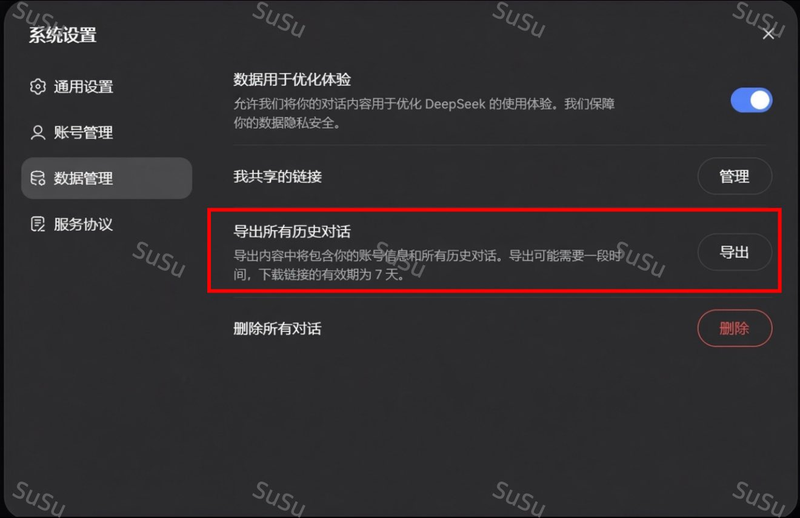 SuSu SuSu SuSu SuSu
系统设置
通用设置
账号管理
数据管理
服务协议
数据用于优化体验
允许我们将你的对话内容用于优化 DeepSeek 的使用体验。我们保障
你的数据隐私安全。
我共享的链接
管理
导出所有历史对话
导出内容中将包含你的账号信息和所有历史对话。导出可能需要一段时
间，下载链接的有效期为 7 天。
导出
SuSu SuSu SuSu
删除所有对话
删除
SuSu SuSu SuSu SuSu